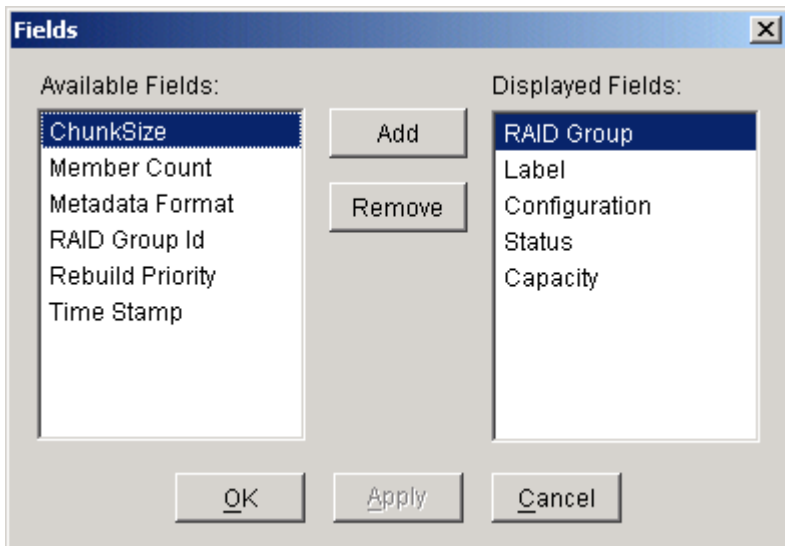 Fields
Available Fields:
ChunkSize
Member Count
Metadata Format
RAID Group Id
Rebuild Priority
Time Stamp
Add
Remove
Displayed Fields:
RAID Group
Label
Configuration
Status
Capacity
OK
Apply
Cancel